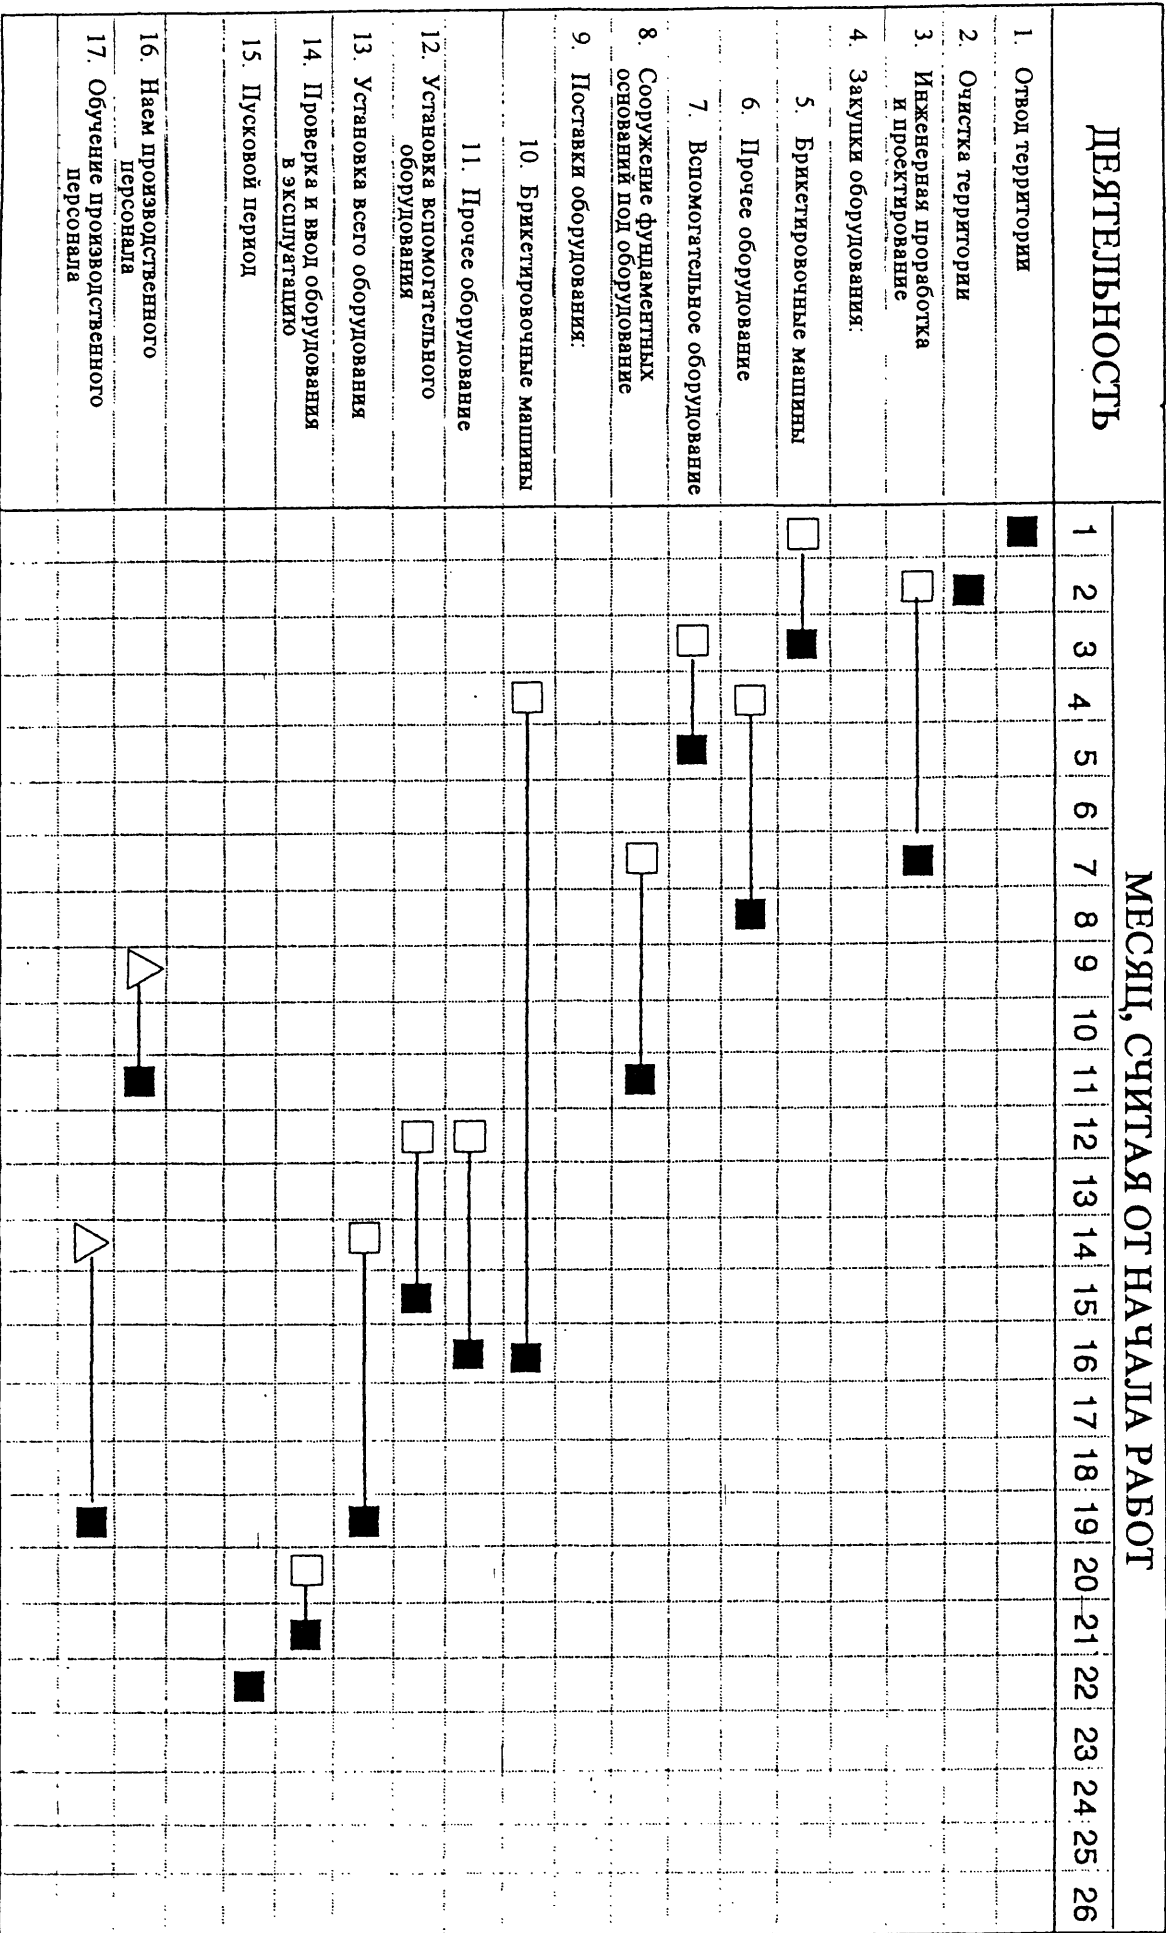 ДЕЯТЕЛЬНОСТЬ
МЕСЯЦ, СЧИТАЯ ОТ НАЧАЛА РАБОТ
1 2 3 4 5 6 7 8 9 10 11 12 13 14 15 16 17 18 19 20 21 22 23 24 25 26
1. Отвод территории
2. Очистка территории
3. Инженерная проработка
и проектирование
4. Закупки оборудования:
5. Брикетировочные машины
6. Прочее оборудование
7. Вспомогательное оборудование
8. Сооружение фундаментных
оснований под оборудование
9. Поставки оборудования:
10. Брикетировочные машины
11. Прочее оборудование
12. Установка вспомогательного
оборудования
13. Установка всего оборудования
14. Проверка и ввод оборудования
в эксплуатацию
15. Пусковой период
16. Наем производственного
персонала
17. Обучение производственного
персонала